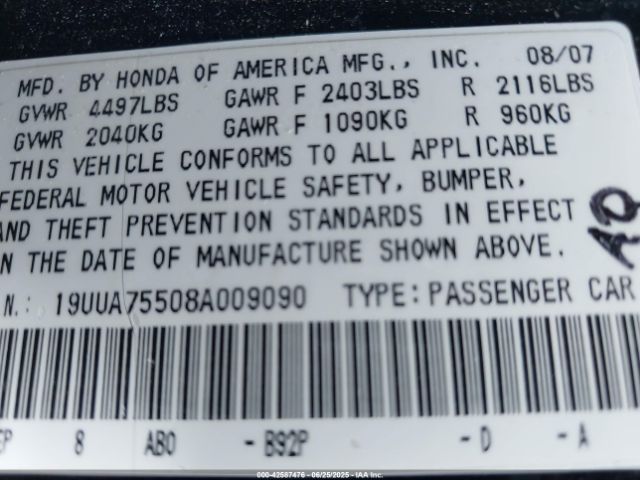 MFD. BY HONDA OF AMERICA MFG., INC. 08/07
GVWR 4497LBS GAWR F 2403LBS R 2116LBS
GVWR 2040KG GAWR F 1090KG R 960KG
THIS VEHICLE CONFORMS TO ALL APPLICABLE
FEDERAL MOTOR VEHICLE SAFETY, BUMPER,
AND THEFT PREVENTION STANDARDS IN EFFECT
N THE DATE OF MANUFACTURE SHOWN ABOVE.
N.: 19UUA75508A009090 TYPE:PASSENGER CAR
EP 8 AB0 -B92P -D -A
000-42587476 - 06/25/2025 - IAA Inc.